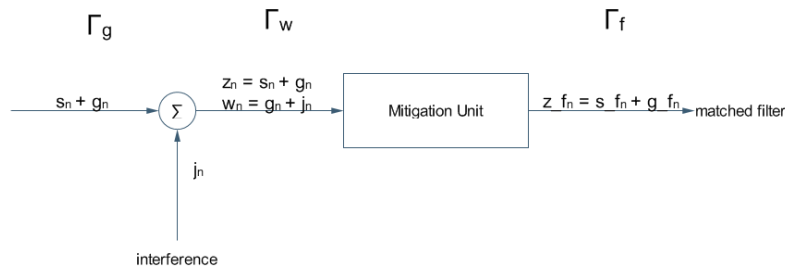 Γg
Γw
Γf
sn + gn
Σ
zn = sn + gn
wn = gn + jn
Mitigation Unit
z_fn = s_fn + g_fn
matched filter
jn
interference